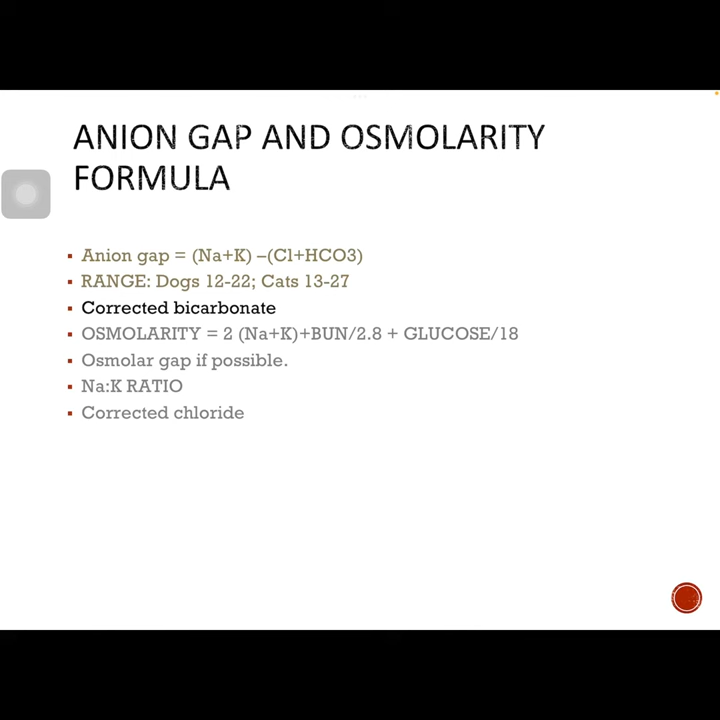 ANION GAP AND OSMOLARITY
FORMULA
▪ Anion gap = (Na+K) –(Cl+HCO3)
▪ RANGE: Dogs 12-22; Cats 13-27
▪ Corrected bicarbonate
▪ OSMOLARITY = 2 (Na+K)+BUN/2.8 + GLUCOSE/18
▪ Osmolar gap if possible.
▪ Na:K RATIO
▪ Corrected chloride